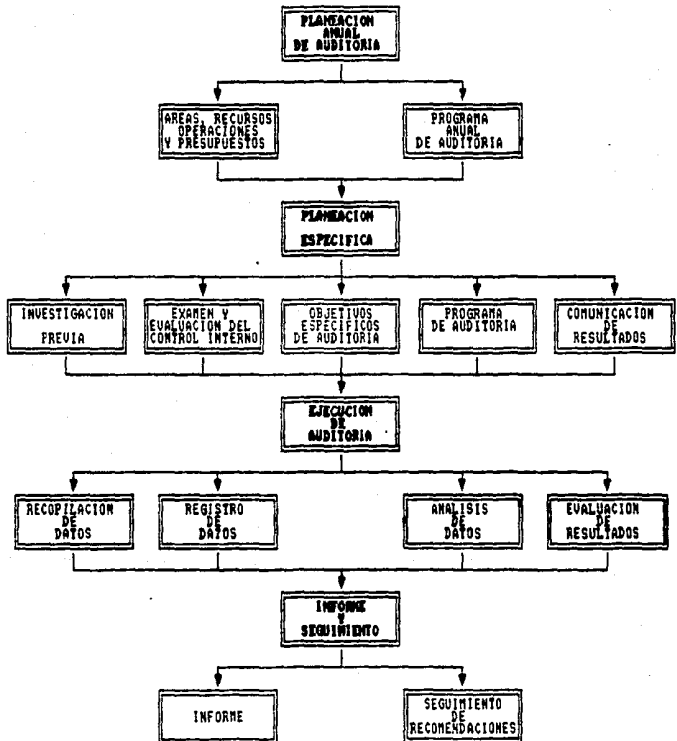 PLANEACION
ANUAL
DE AUDITORIA
AREAS, RECURSOS
OPERACIONES
Y PRESUPUESTOS
PROGRAMA
ANUAL
DE AUDITORIA
PLANEACION
ESPECIFICA
INVESTIGACION
PREVIA
EXAMEN Y
EVALUACION DEL
CONTROL INTERNO
OBJETIVOS
ESPECIFICOS
DE AUDITORIA
PROGRAMA
DE AUDITORIA
COMUNICACION
DE
RESULTADOS
EJECUCION
DE
AUDITORIA
RECOPILACION
DE
DATOS
REGISTRO
DE
DATOS
ANALISIS
DE
DATOS
EVALUACION
DE
RESULTADOS
INFORME
Y
SEGUIMIENTO
INFORME
SEGUIMIENTO
DE
RECOMENDACIONES